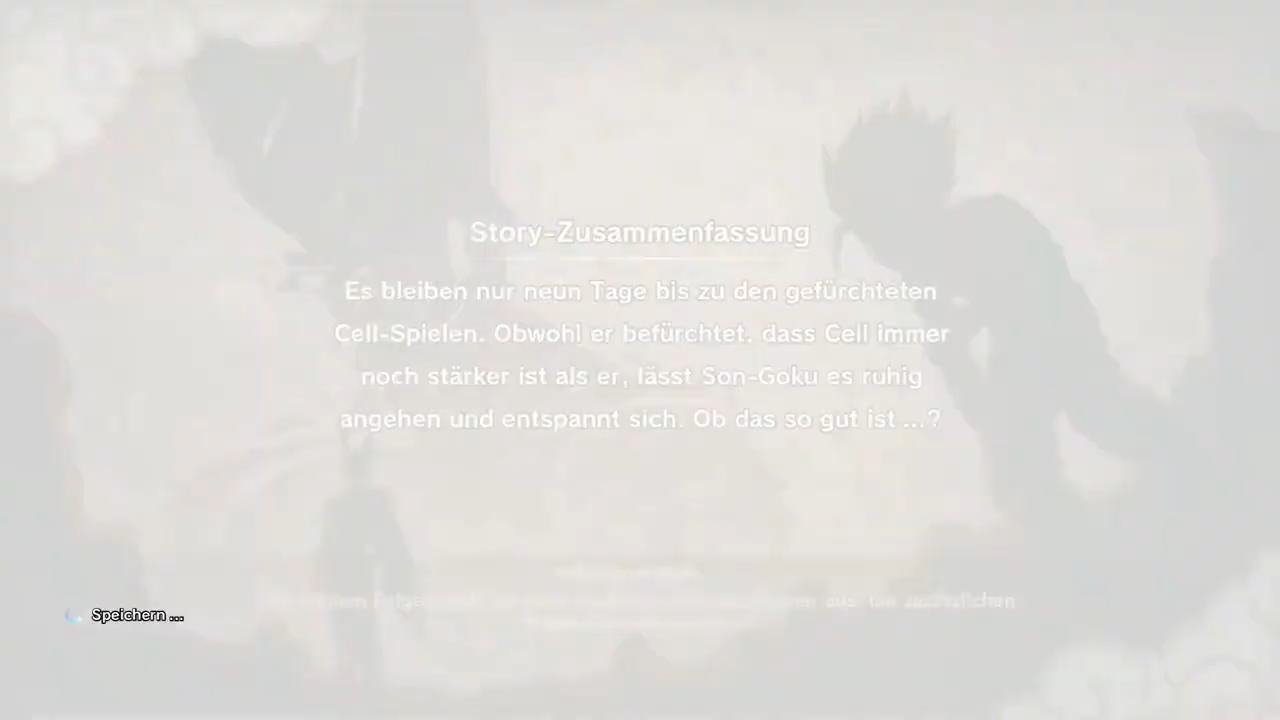 Story-Zusammenfassung
Es bleiben nur neun Tage bis zu den gefürchteten
Cell-Spielen. Obwohl er befürchtet, dass Cell immer
noch stärker ist als er, lässt Son-Goku es ruhig
angehen und entspannt sich. Ob das so gut ist ...?
Speichern ...